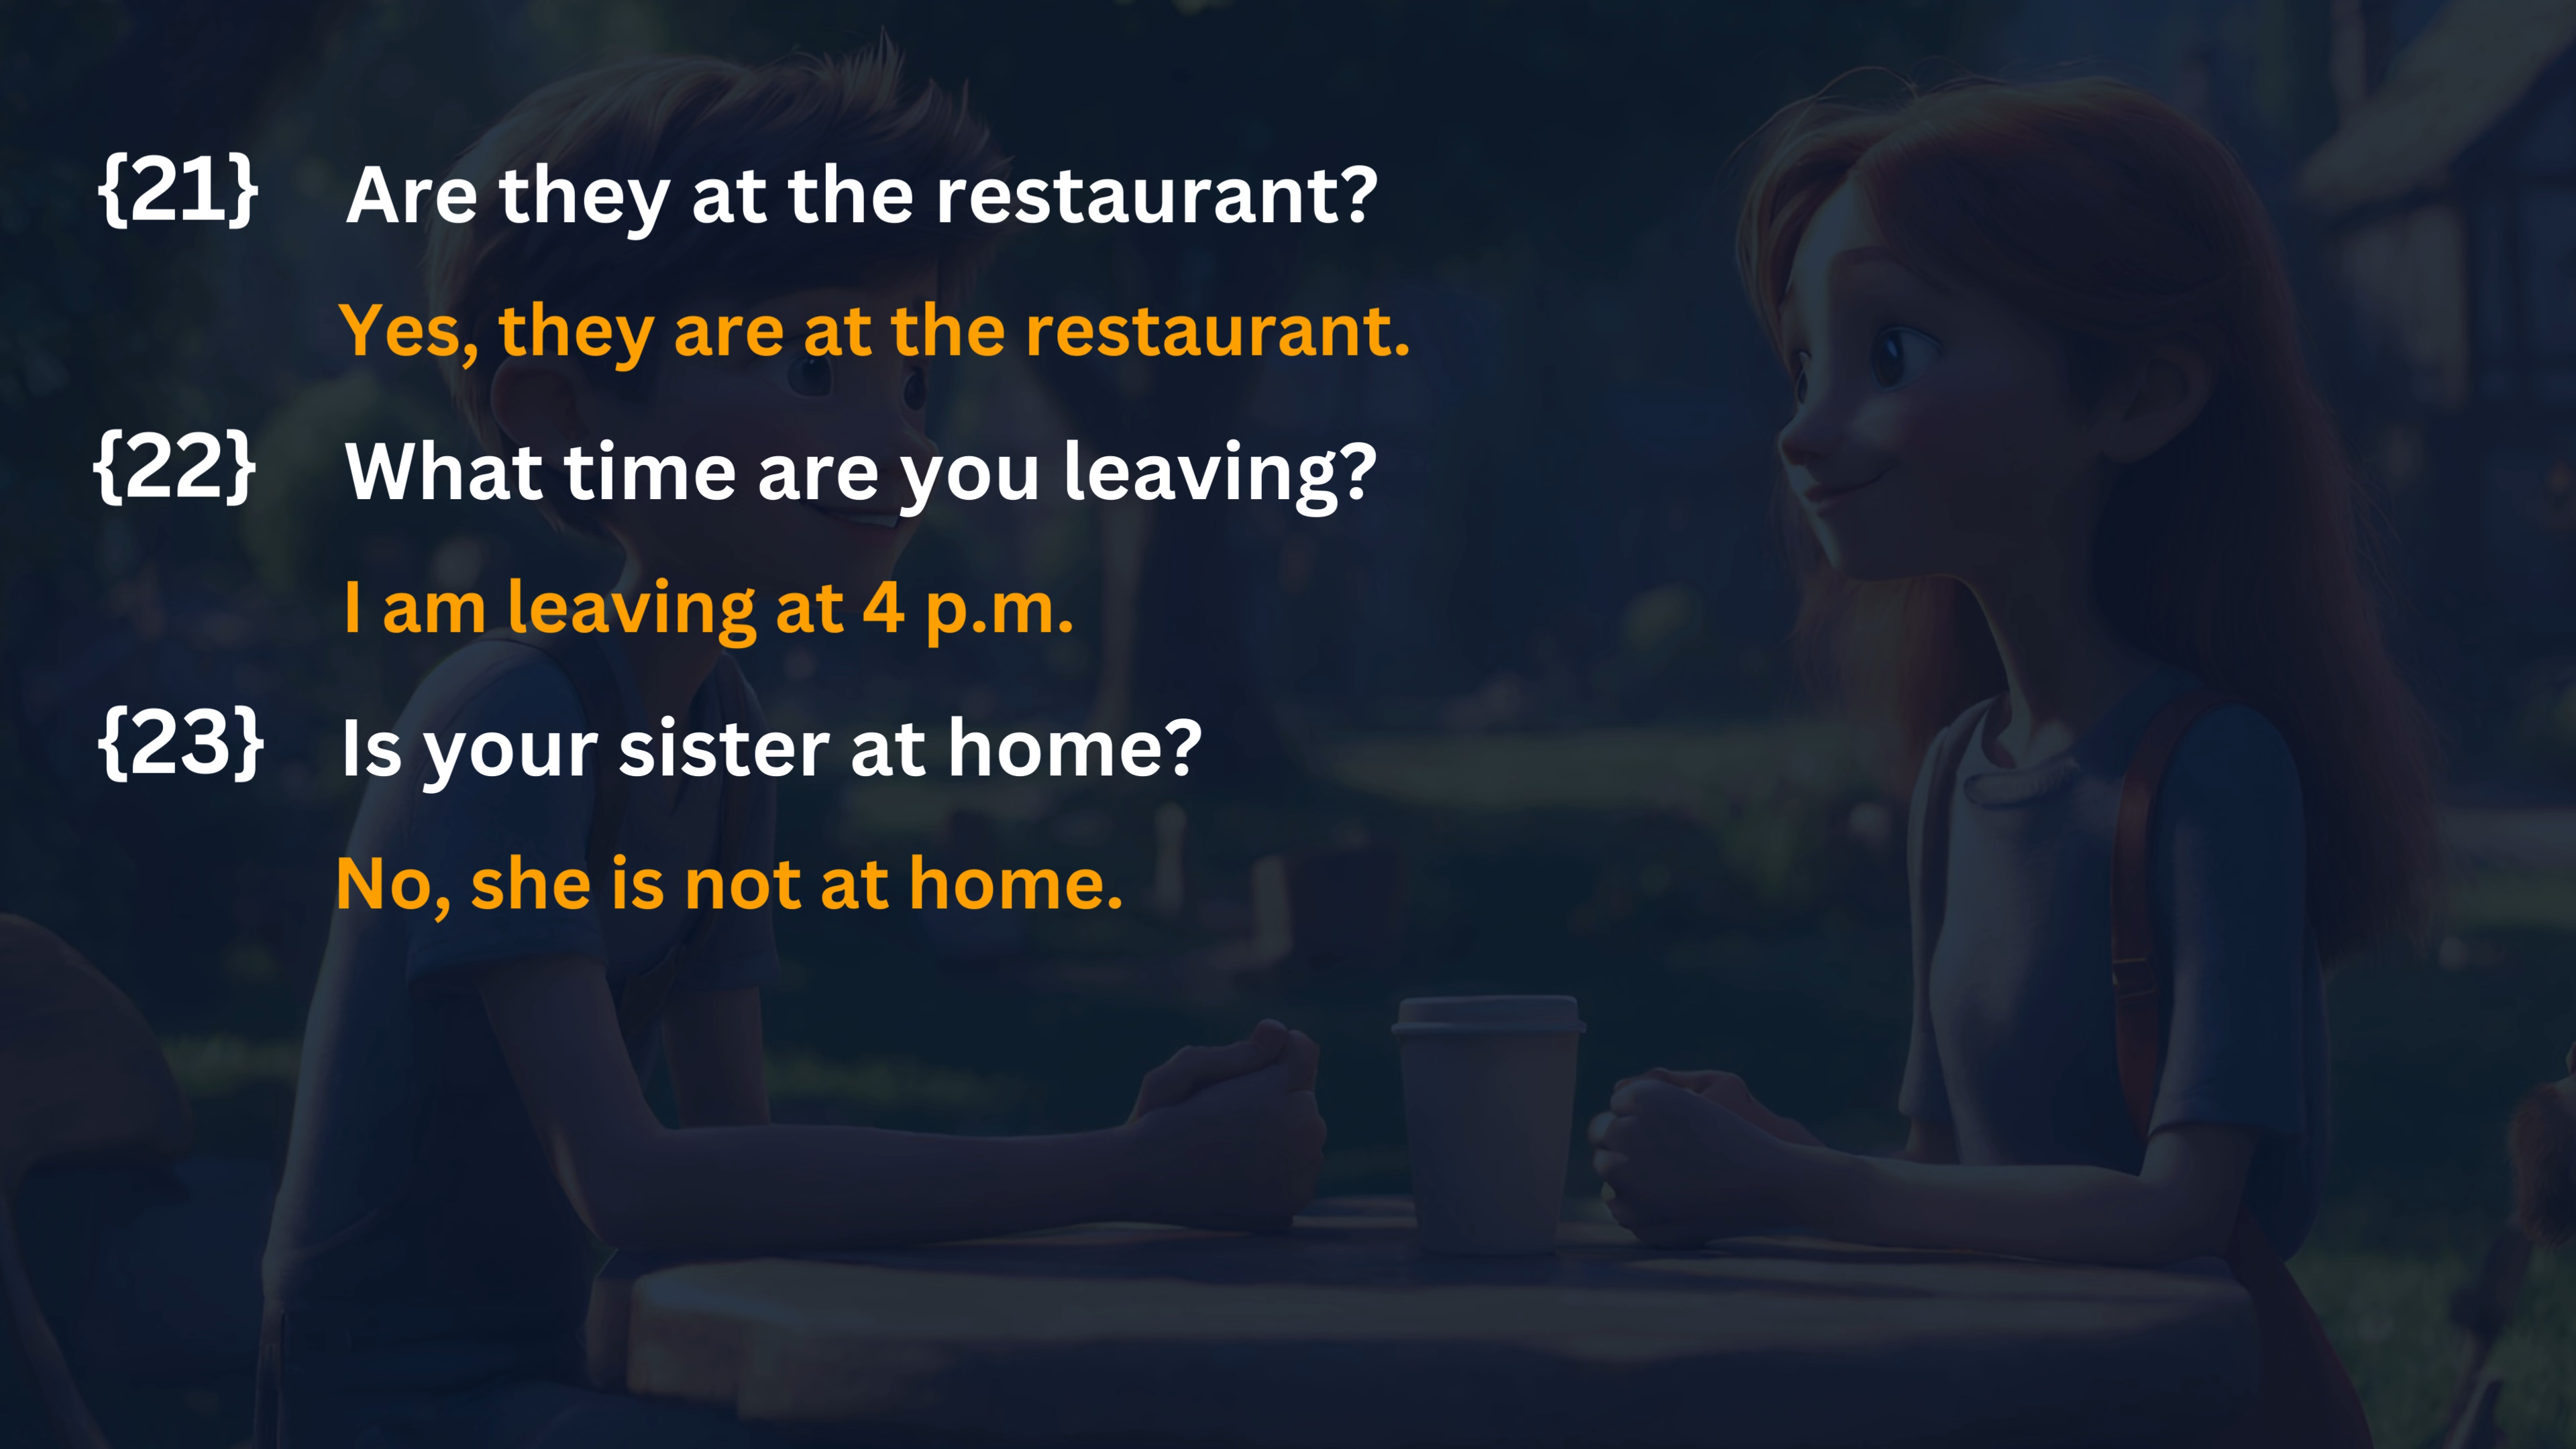 {21} Are they at the restaurant?
Yes, they are at the restaurant.
{22} What time are you leaving?
I am leaving at 4 p.m.
{23} Is your sister at home?
No, she is not at home.